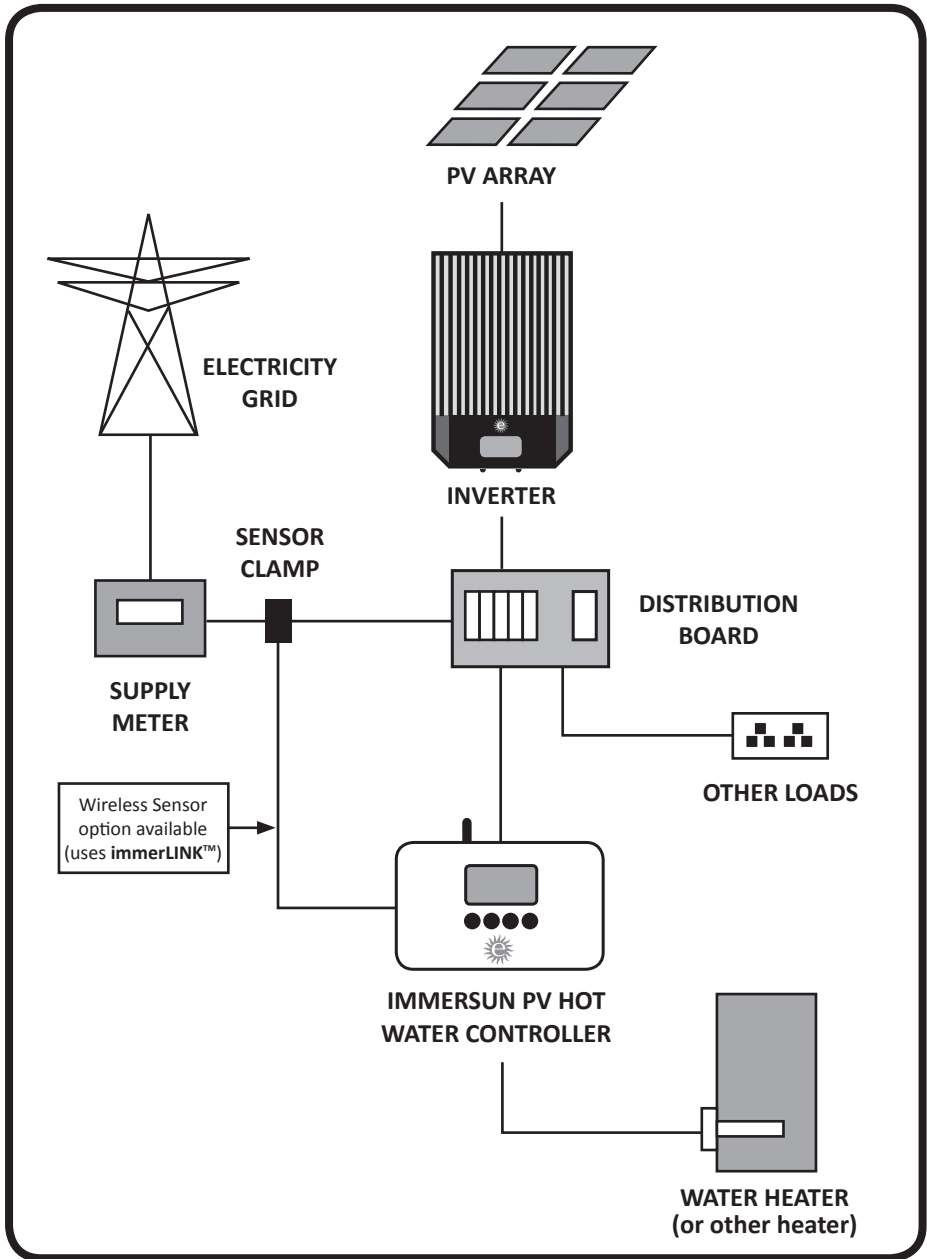 PV ARRAY
ELECTRICITY
GRID
INVERTER
SENSOR
CLAMP
DISTRIBUTION
BOARD
SUPPLY
METER
OTHER LOADS
Wireless Sensor
option available
(uses immerLINK™)
IMMERSUN PV HOT
WATER CONTROLLER
WATER HEATER
(or other heater)